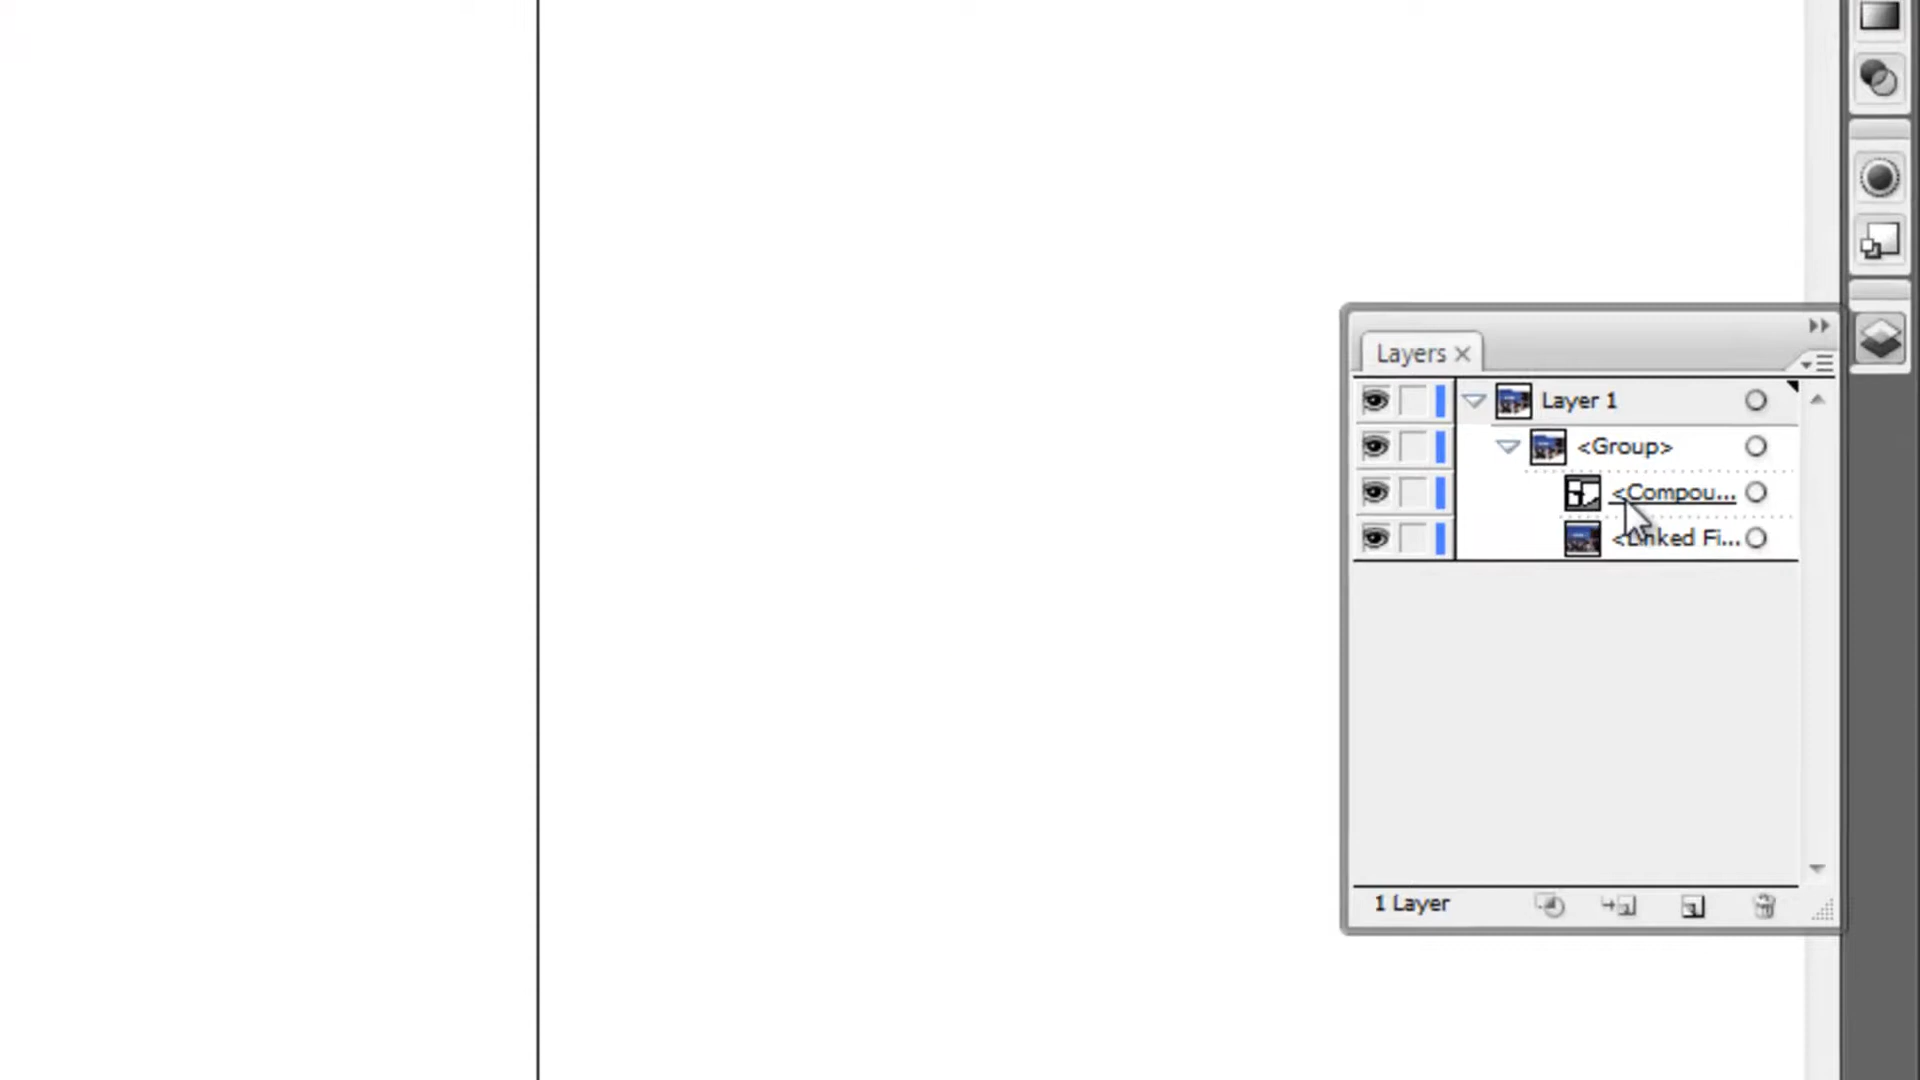 Layers
Layer 1
<Group>
<Compou...
<Linked Fi...
1 Layer